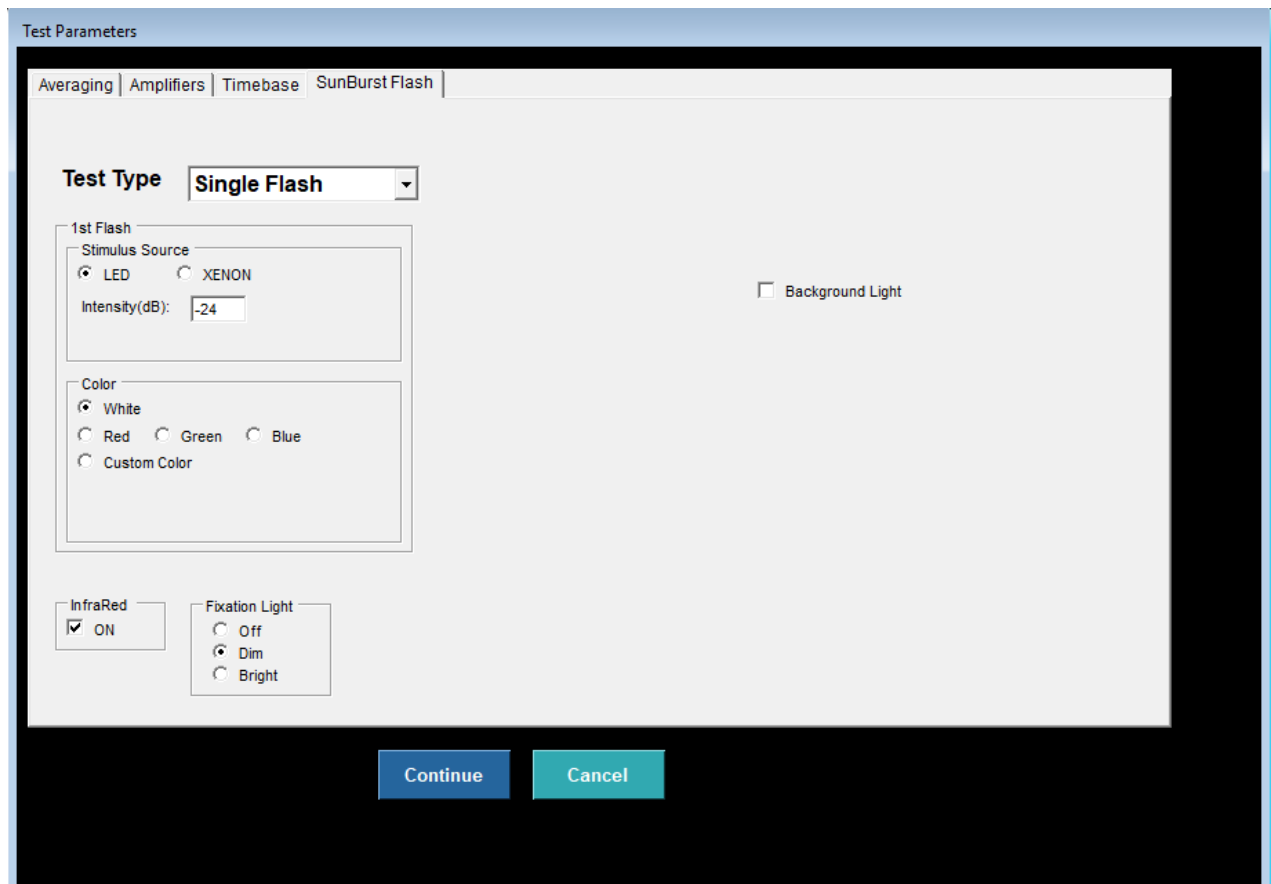 Test Parameters
Averaging Amplifiers Timebase SunBurst Flash
Test Type Single Flash
1st Flash
Stimulus Source
LED XENON
Intensity(dB): -24
Background Light
Color
White
Red Green Blue
Custom Color
InfraRed
ON
Fixation Light
Off
Dim
Bright
Continue Cancel